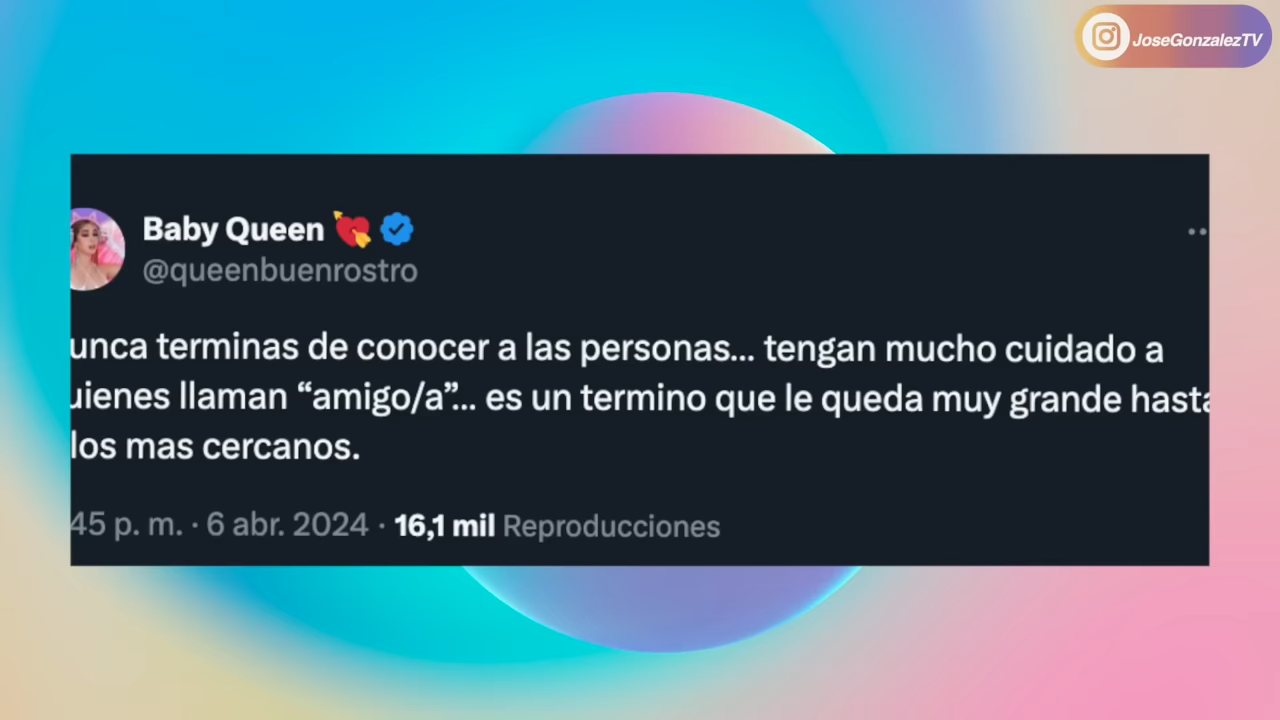 JoseGonzalezTV
Baby Queen 💘
@queenbuenrostro
unca terminas de conocer a las personas... tengan mucho cuidado a
uienes llaman “amigo/a”... es un termino que le queda muy grande hasta
los mas cercanos.
45 p. m. · 6 abr. 2024 · 16,1 mil Reproducciones